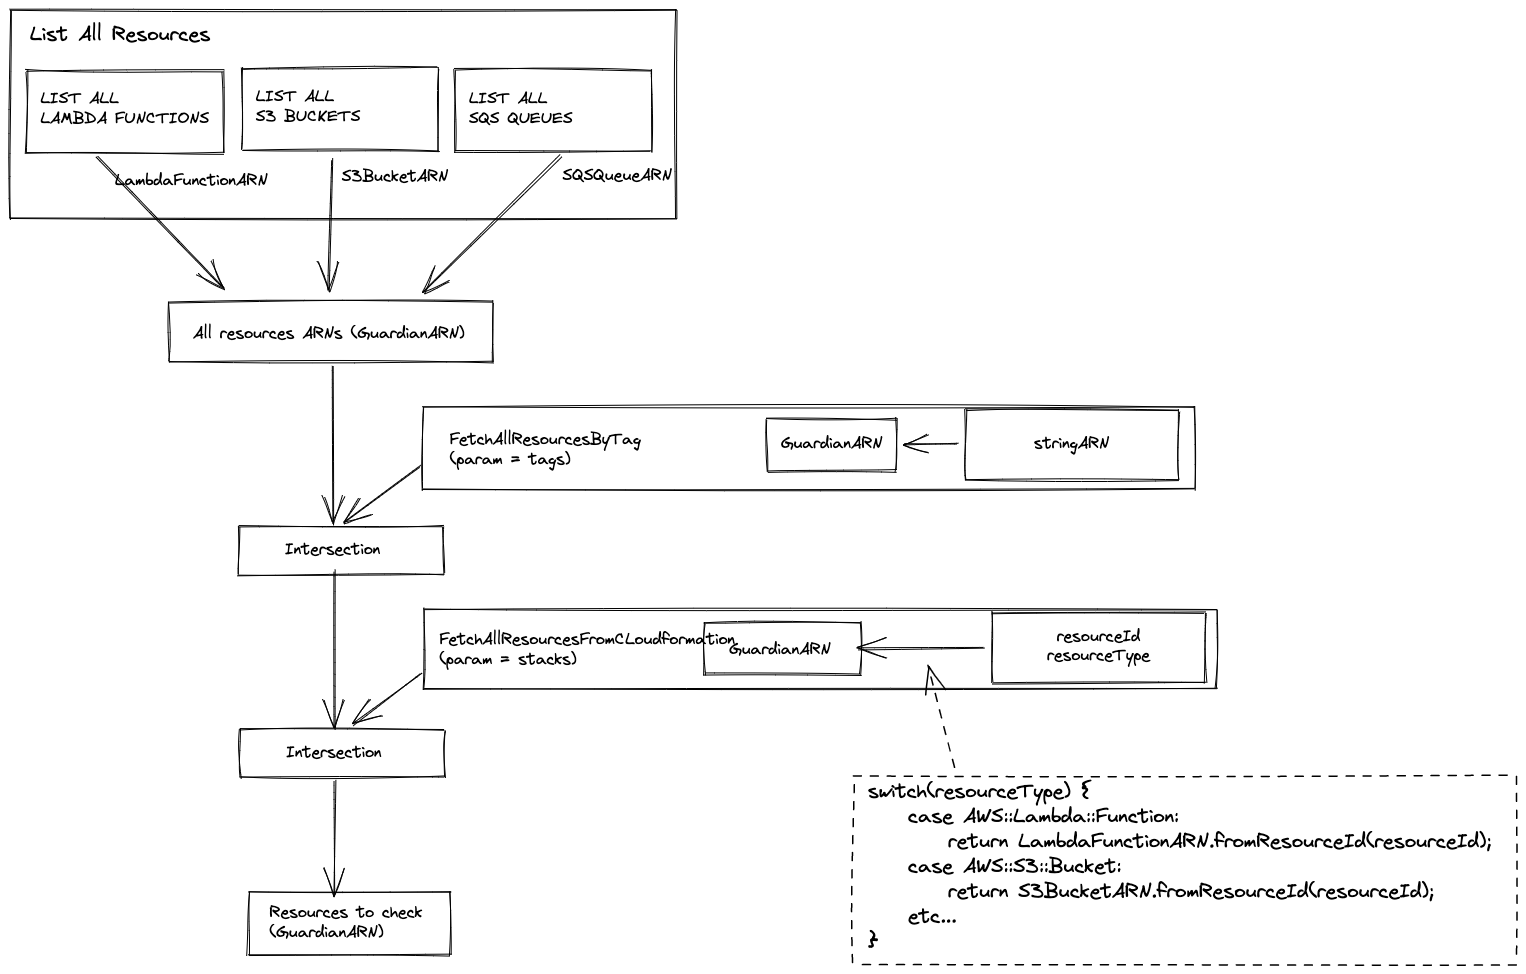 List All Resources
LIST ALL
LAMBDA FUNCTIONS
LIST ALL
S3 BUCKETS
LIST ALL
SQS QUEUES
LambdaFunctionARN
S3BucketARN
SQSQueueARN
All resources ARNs (GuardianARN)
FetchAllResourcesByTag
(param = tags)
GuardianARN
stringARN
Intersection
FetchAllResourcesFromCLoudformation
(param = stacks)
GuardianARN
resourceId
resourceType
Intersection
switch(resourceType) {
case AWS::Lambda::Function:
return LambdaFunctionARN.fromResourceId(resourceId);
case AWS::S3::Bucket:
return S3BucketARN.fromResourceId(resourceId);
etc...
}
Resources to check
(GuardianARN)